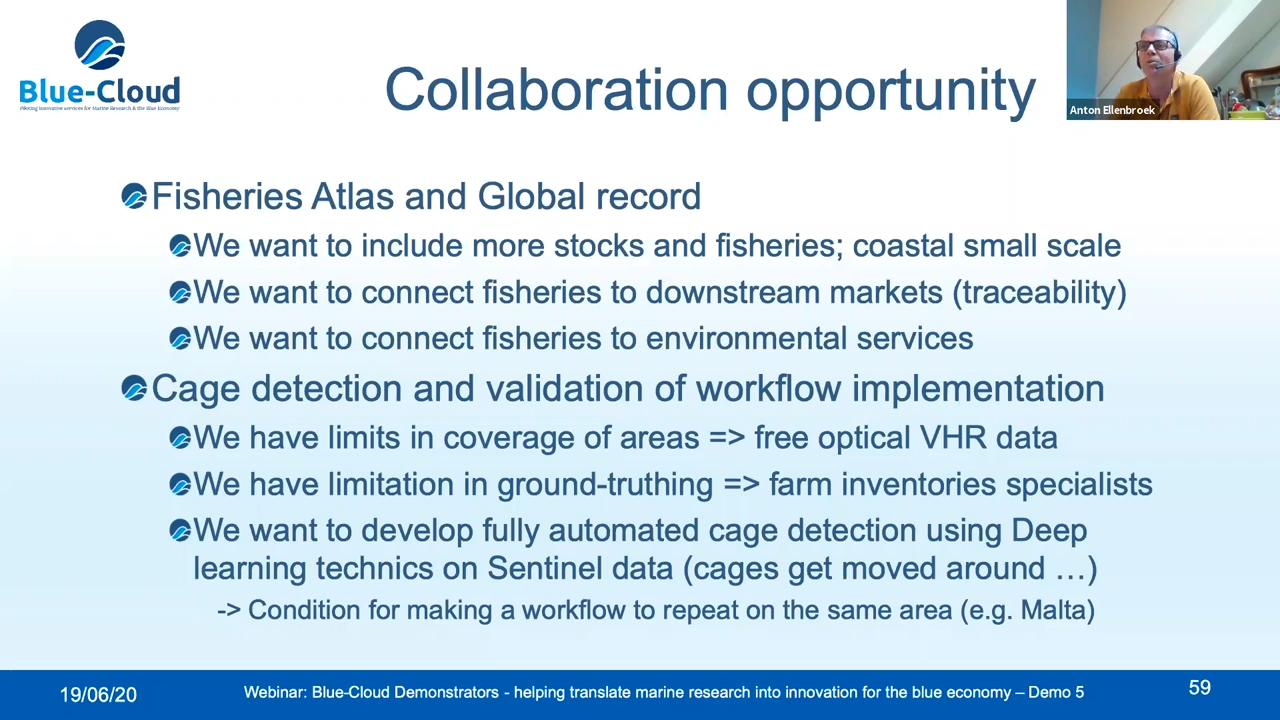 Blue-Cloud
Piloting innovative services for Marine Research & the Blue Economy
Collaboration opportunity
Anton Ellenbroek
Fisheries Atlas and Global record
We want to include more stocks and fisheries; coastal small scale
We want to connect fisheries to downstream markets (traceability)
We want to connect fisheries to environmental services
Cage detection and validation of workflow implementation
We have limits in coverage of areas => free optical VHR data
We have limitation in ground-truthing => farm inventories specialists
We want to develop fully automated cage detection using Deep
learning technics on Sentinel data (cages get moved around …)
-> Condition for making a workflow to repeat on the same area (e.g. Malta)
19/06/20
Webinar: Blue-Cloud Demonstrators - helping translate marine research into innovation for the blue economy – Demo 5
59